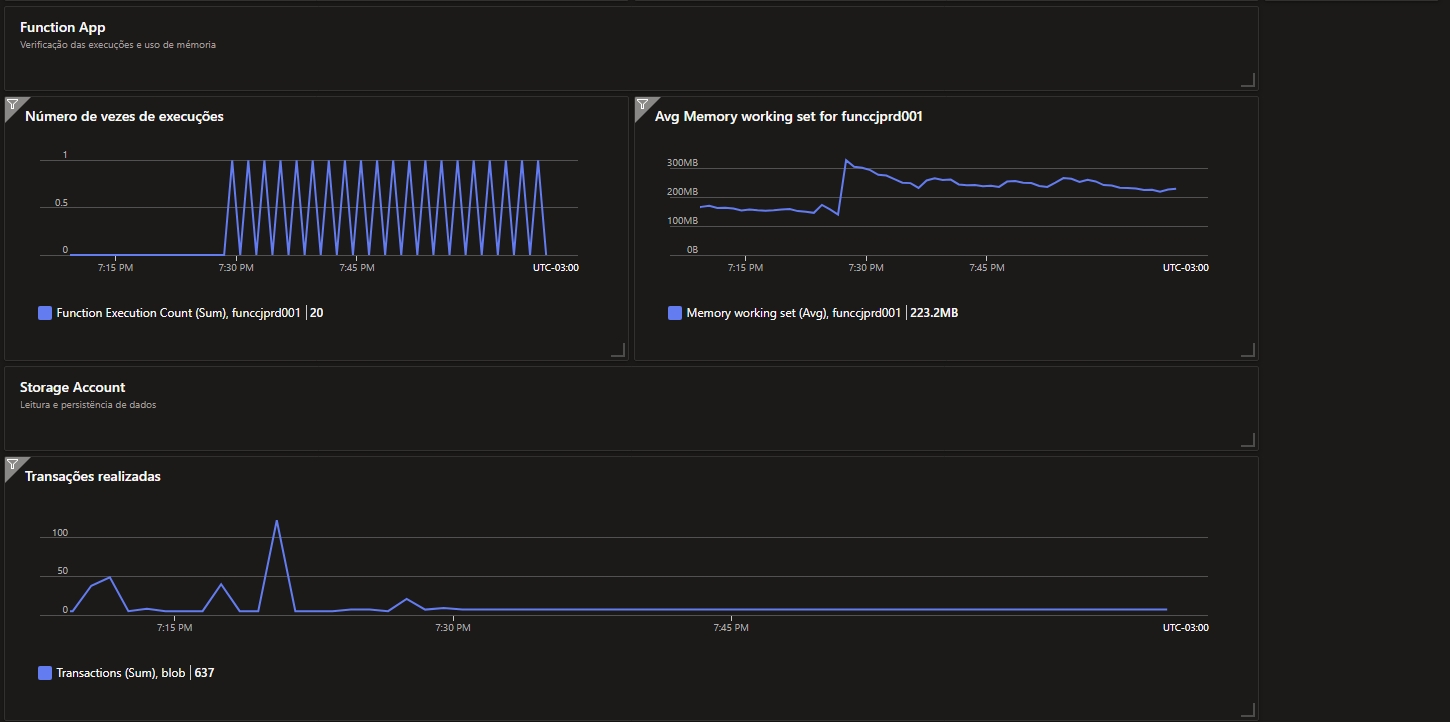 Function App
Verificação das execuções e uso de mémoria
Número de vezes de execuções
1
0.5
0
7:15 PM
7:30 PM
7:45 PM
UTC-03:00
Function Execution Count (Sum), funccjprd001
20
Avg Memory working set for funccjprd001
300MB
200MB
100MB
0B
7:15 PM
7:30 PM
7:45 PM
UTC-03:00
Memory working set (Avg), funccjprd001
223.2MB
Storage Account
Leitura e persistência de dados
Transações realizadas
100
50
0
7:15 PM
7:30 PM
7:45 PM
UTC-03:00
Transactions (Sum), blob
637